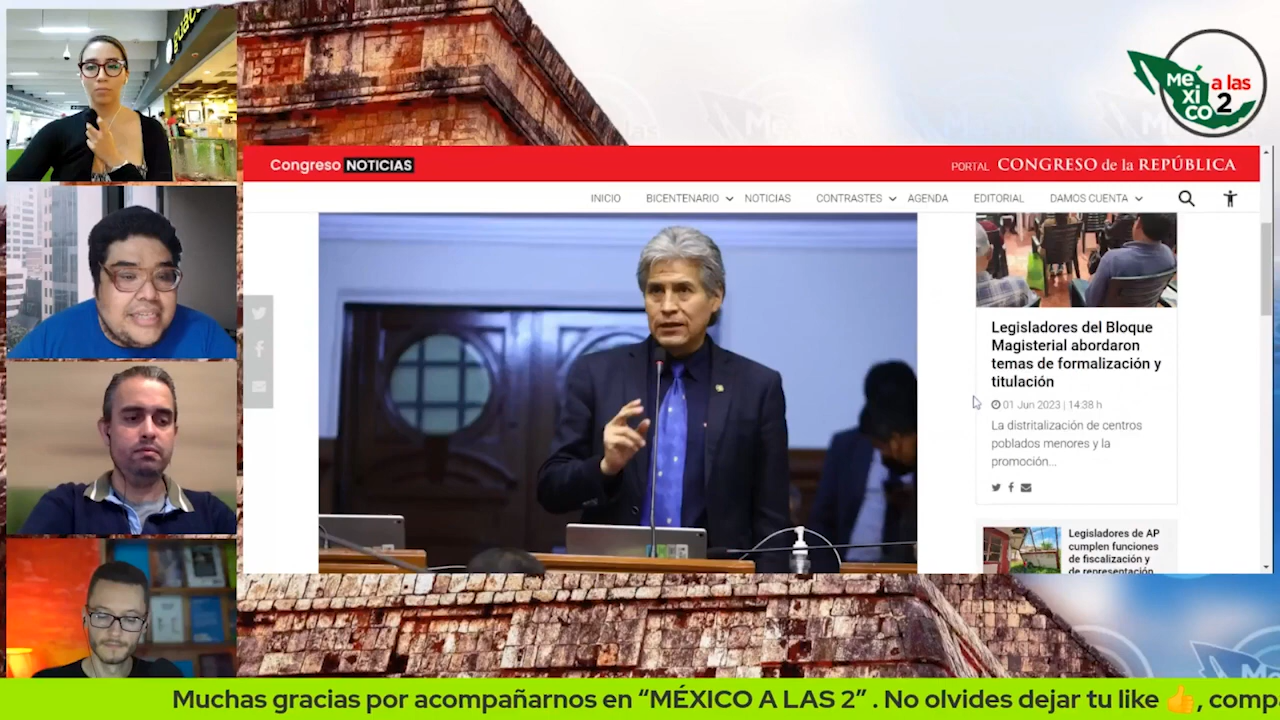 guac
MéXICO a las 2
Congreso NOTICIAS
PORTAL CONGRESO de la REPÚBLICA
INICIO BICENTENARIO NOTICIAS CONTRASTES AGENDA EDITORIAL DAMOS CUENTA
Legisladores del Bloque
Magisterial abordaron
temas de formalización y
titulación
01 Jun 2023 | 14:38 h
La distritalización de centros
poblados menores y la
promoción...
Legisladores de AP
cumplen funciones
de fiscalización y
de representación
Muchas gracias por acompañarnos en “MÉXICO A LAS 2” . No olvides dejar tu like 👍, comp